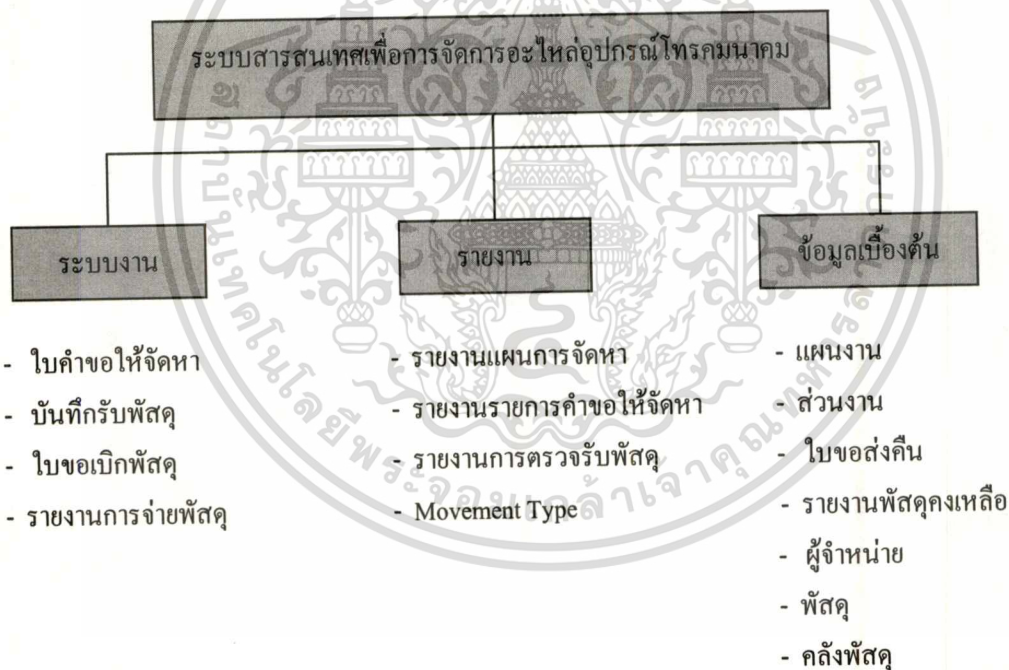 ระบบสารสนเทศเพื่อการจัดการอะไหล่อุปกรณ์โทรคมนาคม
ระบบงาน
รายงาน
ข้อมูลเบื้องต้น
- ใบคำขอให้จัดหา
- บันทึกรับพัสดุ
- ใบขอเบิกพัสดุ
- รายงานการจ่ายพัสดุ
- รายงานแผนการจัดหา
- รายงานรายการคำขอให้จัดหา
- รายงานการตรวจรับพัสดุ
- Movement Type
- แผนงาน
- ส่วนงาน
- ใบขอส่งคืน
- รายงานพัสดุคงเหลือ
- ผู้จำหน่าย
- พัสดุ
- คลังพัสดุ